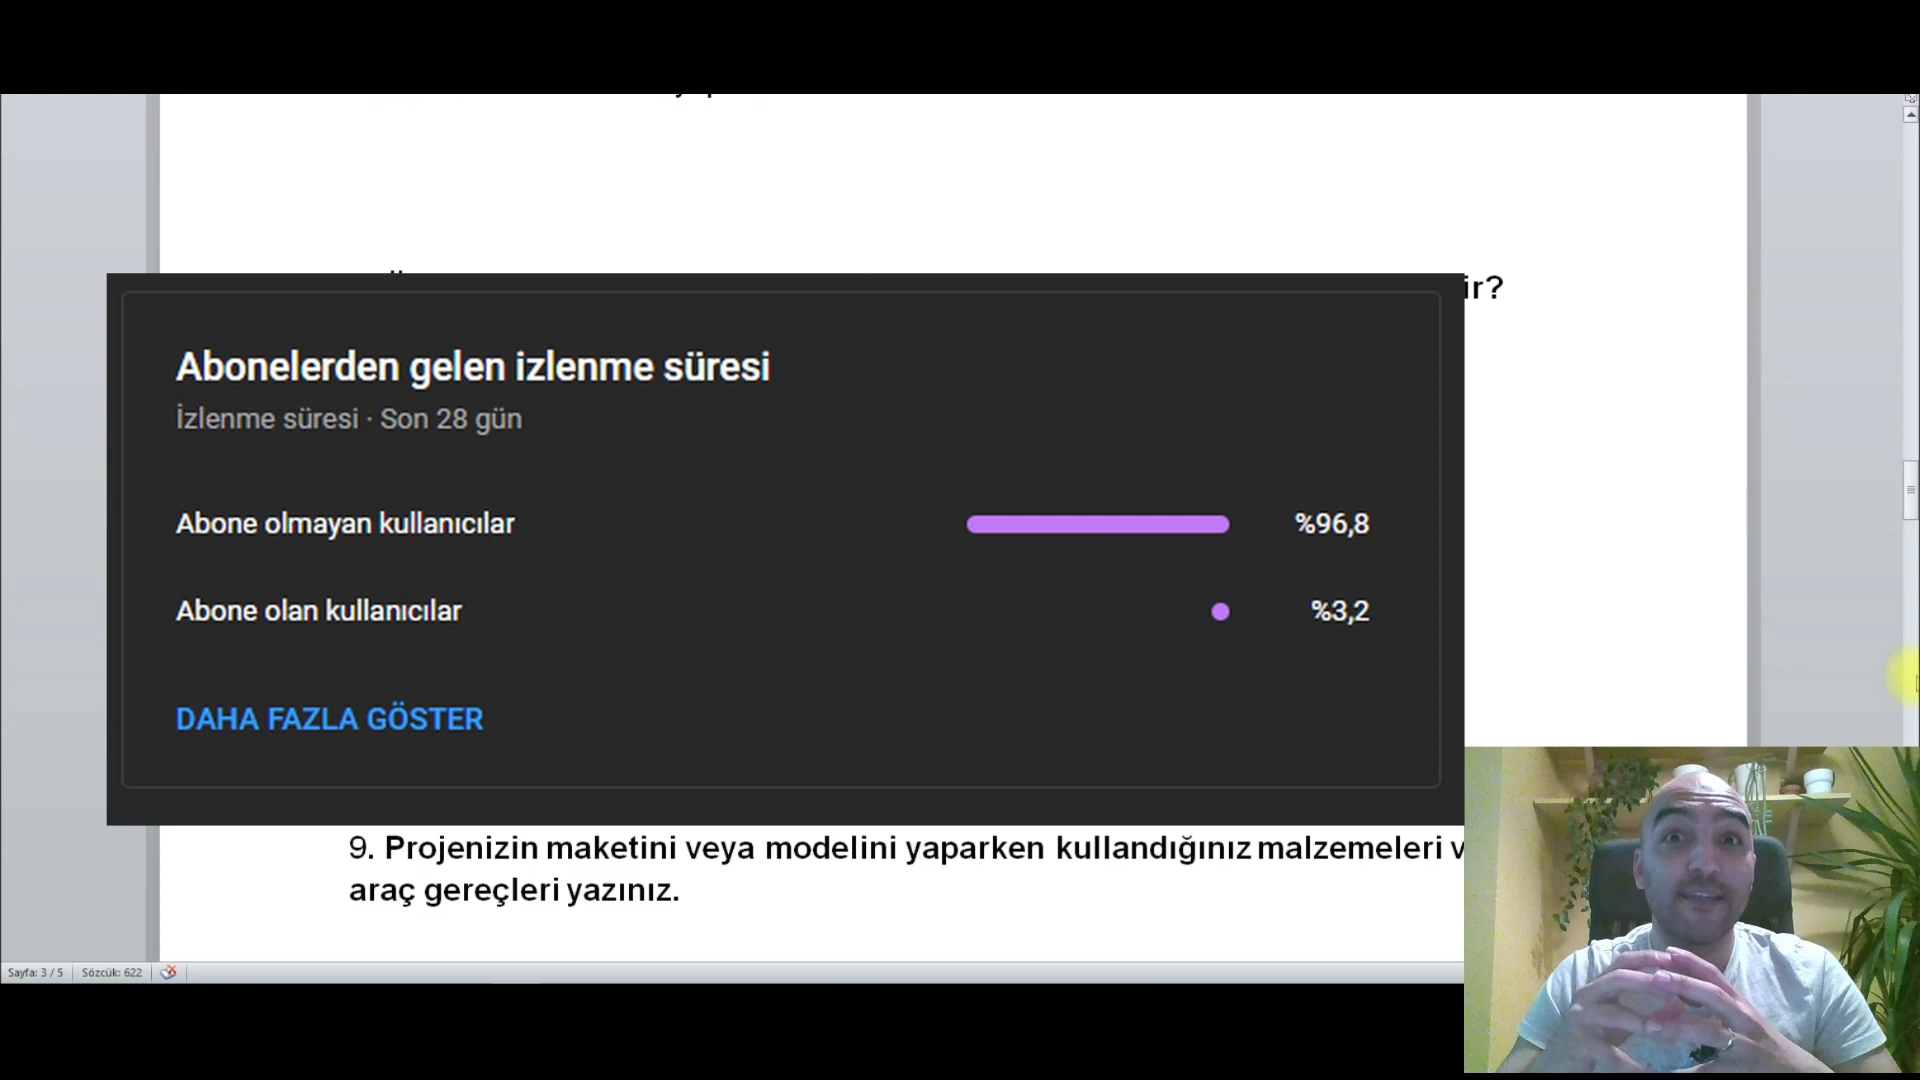 ir?
Abonelerden gelen izlenme süresi
İzlenme süresi · Son 28 gün
Abone olmayan kullanıcılar %96,8
Abone olan kullanıcılar %3,2
DAHA FAZLA GÖSTER
9. Projenizin maketini veya modelini yaparken kullandığınız malzemeleri v
araç gereçleri yazınız.
Sayfa: 3 / 5 Sözcük: 622